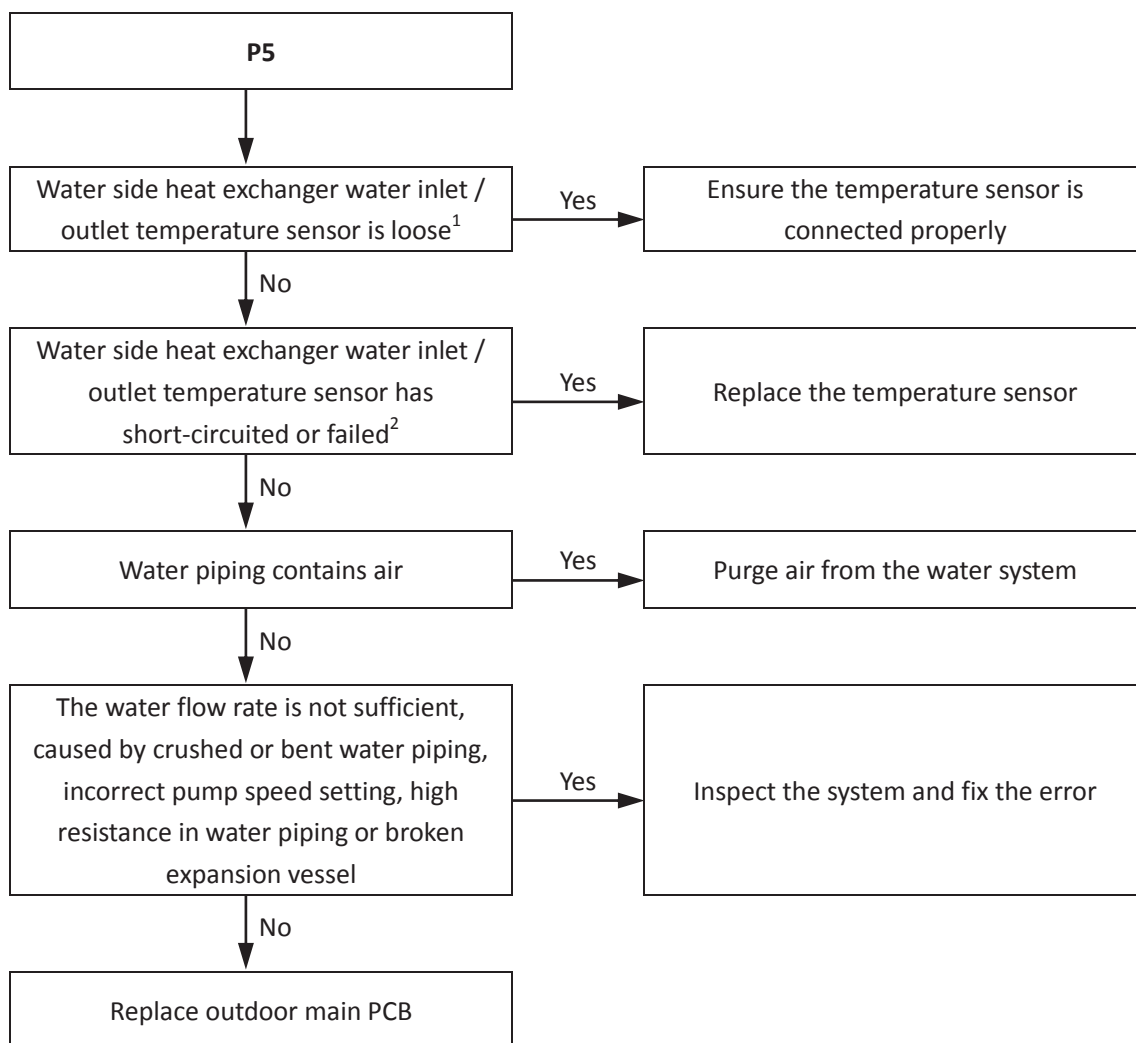 P5
Water side heat exchanger water inlet /
outlet temperature sensor is loose¹
Yes
Ensure the temperature sensor is
connected properly
No
Water side heat exchanger water inlet /
outlet temperature sensor has
short-circuited or failed²
Yes
Replace the temperature sensor
No
Water piping contains air
Yes
Purge air from the water system
No
The water flow rate is not sufficient,
caused by crushed or bent water piping,
incorrect pump speed setting, high
resistance in water piping or broken
expansion vessel
Yes
Inspect the system and fix the error
No
Replace outdoor main PCB